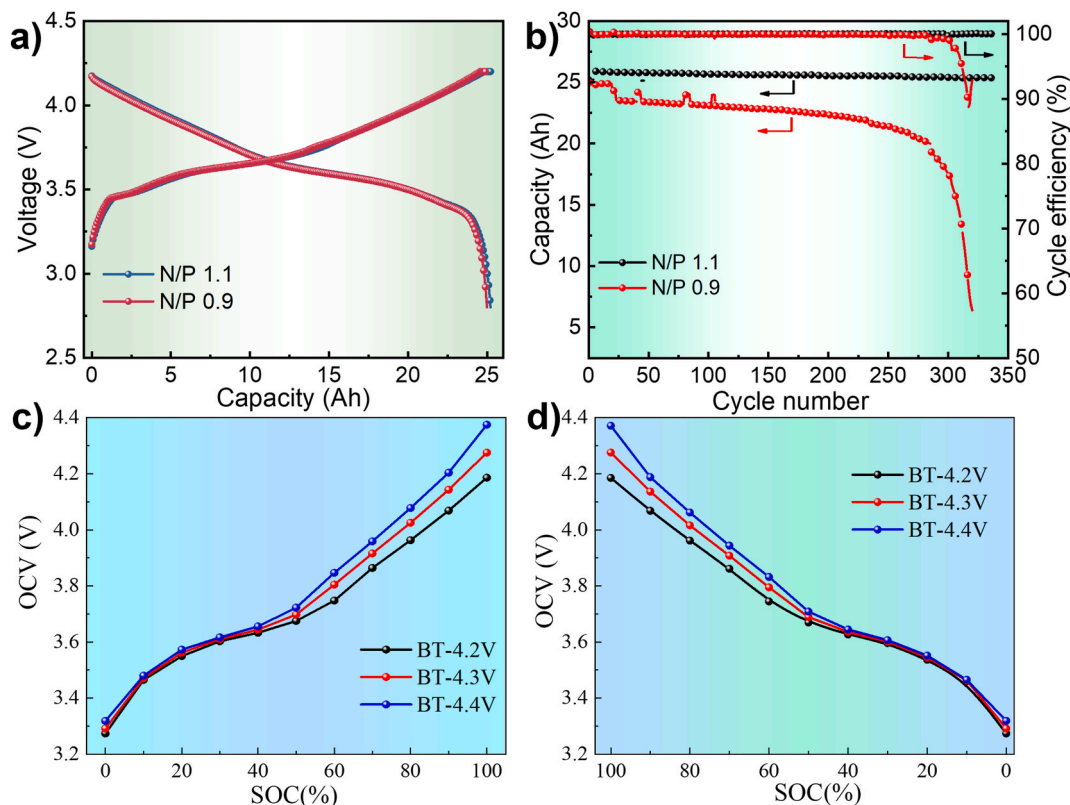 a)
4.5
4.0
3.5
3.0
2.5
Voltage (V)
N/P 1.1
N/P 0.9
0 5 10 15 20 25
Capacity (Ah)
b)
30
25
20
15
10
5
Capacity (Ah)
100
90
80
70
60
50
Cycle efficiency (%)
N/P 1.1
N/P 0.9
0 50 100 150 200 250 300 350
Cycle number
c)
4.4
4.2
4.0
3.8
3.6
3.4
3.2
OCV (V)
BT-4.2V
BT-4.3V
BT-4.4V
0 20 40 60 80 100
SOC(%)
d)
4.4
4.2
4.0
3.8
3.6
3.4
3.2
OCV (V)
BT-4.2V
BT-4.3V
BT-4.4V
100 80 60 40 20 0
SOC(%)